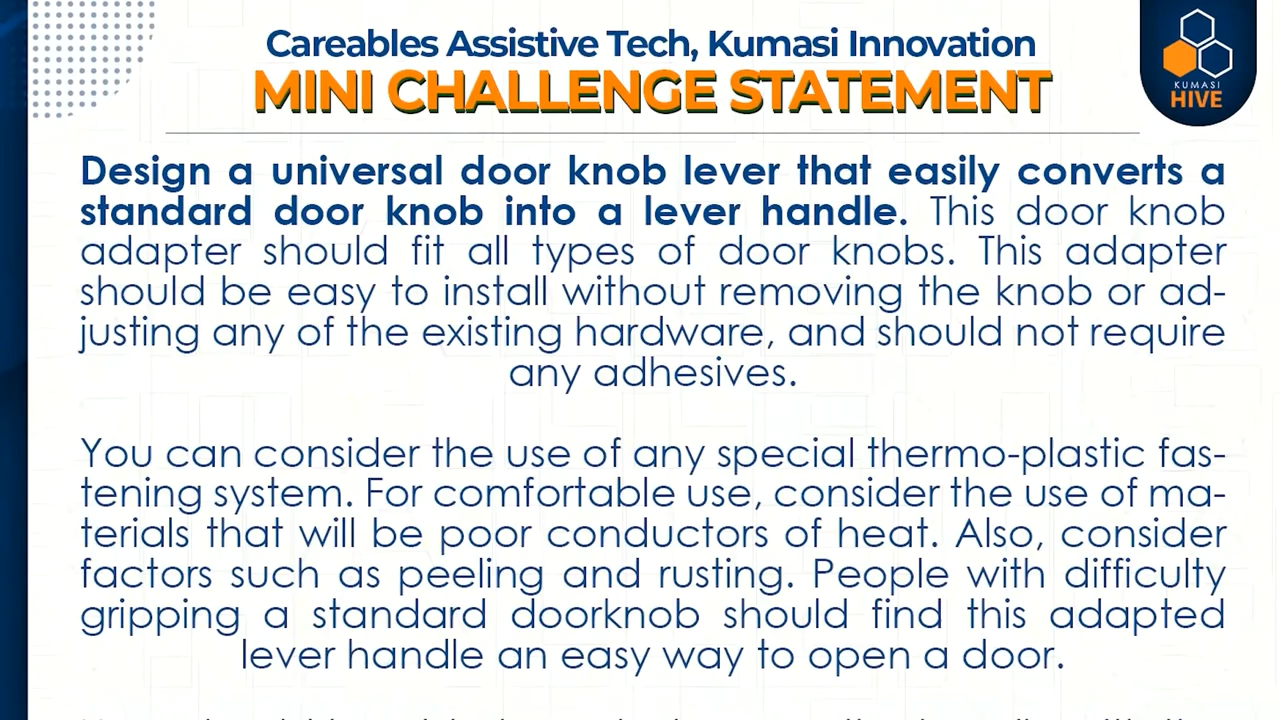 Careables Assistive Tech, Kumasi Innovation
MINI CHALLENGE STATEMENT
KUMASI
HIVE
Design a universal door knob lever that easily converts a
standard door knob into a lever handle. This door knob
adapter should fit all types of door knobs. This adapter
should be easy to install without removing the knob or ad-
justing any of the existing hardware, and should not require
any adhesives.
You can consider the use of any special thermo-plastic fas-
tening system. For comfortable use, consider the use of ma-
terials that will be poor conductors of heat. Also, consider
factors such as peeling and rusting. People with difficulty
gripping a standard doorknob should find this adapted
lever handle an easy way to open a door.